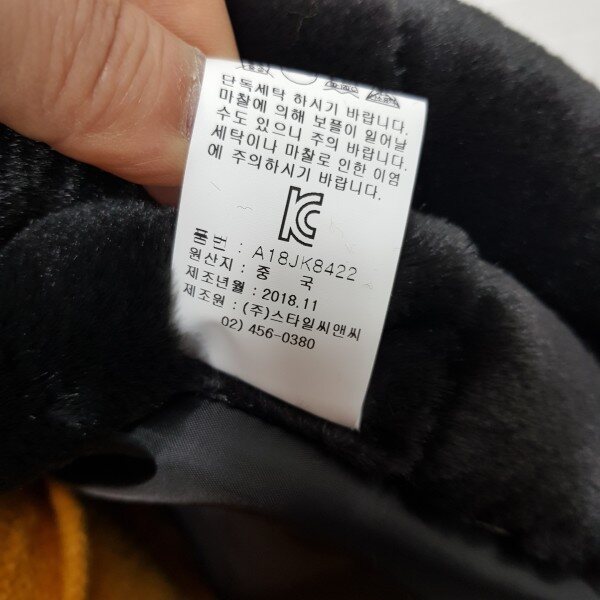 단독세탁 하시기 바랍니다.
마찰에 의해 보풀이 일어날
수도 있으니 주의 바랍니다.
세탁이나 마찰로 인한 이염
에 주의하시기 바랍니다.
KC
품번 : A18JK8422
원산지 : 중 국
제조년월 : 2018.11
제조원 : (주)스타일씨앤씨
02) 456-0380